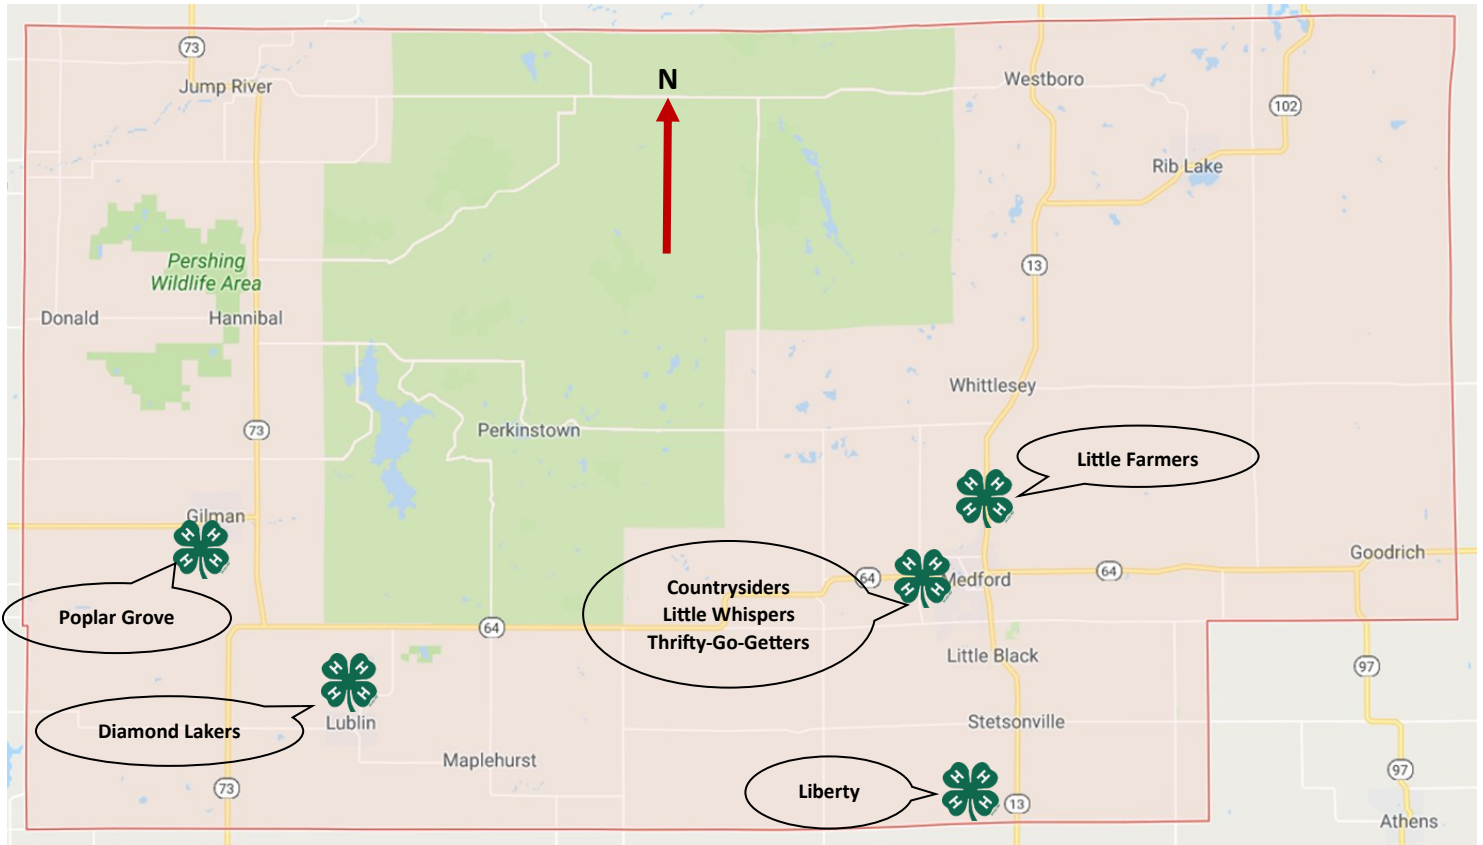 73
Jump River
N
Westboro
102
Rib Lake
Pershing
Wildlife Area
13
Donald
Hannibal
Whittlesey
73
Perkinstown
Little Farmers
H H
H H
Gilman
H H
H H
Goodrich
Countrysiders
Little Whispers
Thrifty-Go-Getters
64
H H
H H
Medford
64
Poplar Grove
64
Little Black
97
H H
H H
Lublin
Diamond Lakers
Stetsonville
Maplehurst
73
Liberty
H H
H H
13
97
Athens